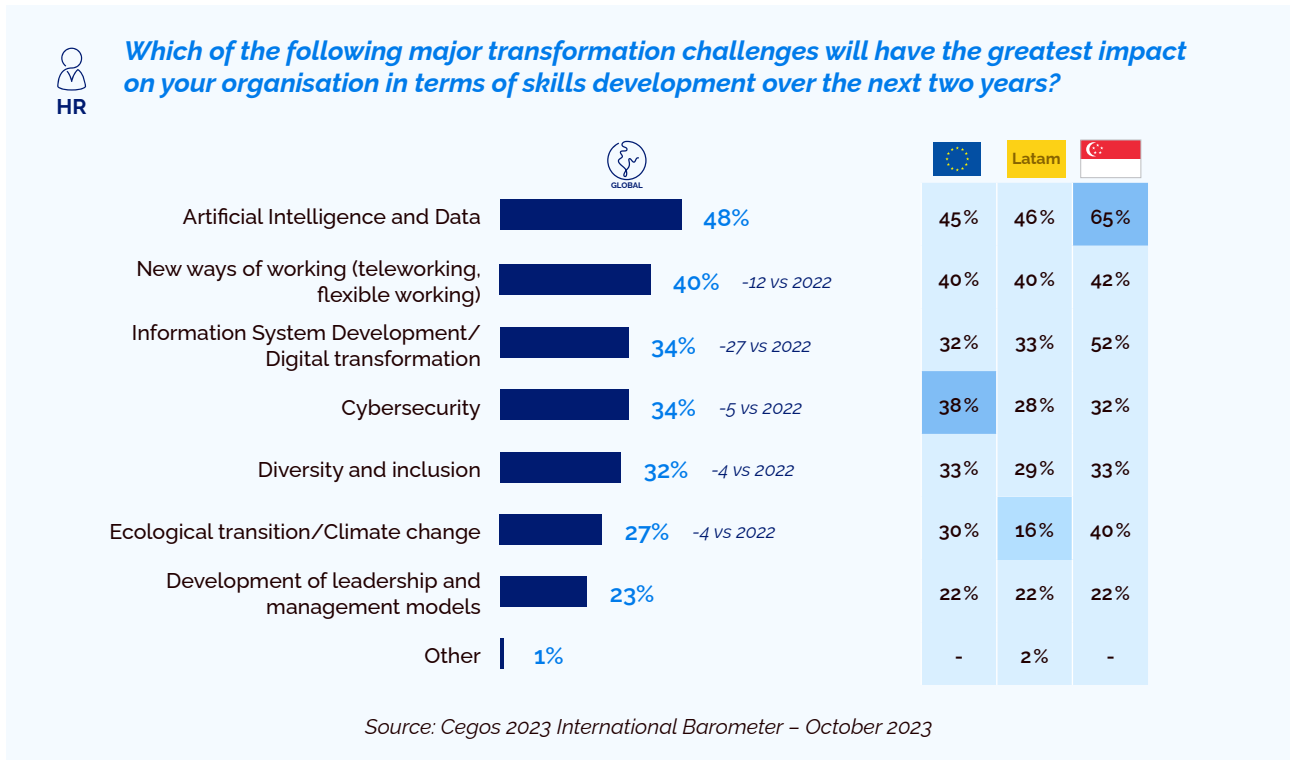 Which of the following major transformation challenges will have the greatest impact
on your organisation in terms of skills development over the next two years?
HR
GLOBAL
Latam
Artificial Intelligence and Data 48% 45% 46% 65%
New ways of working (teleworking,
flexible working) 40% -12 vs 2022 40% 40% 42%
Information System Development/
Digital transformation 34% -27 vs 2022 32% 33% 52%
Cybersecurity 34% -5 vs 2022 38% 28% 32%
Diversity and inclusion 32% -4 vs 2022 33% 29% 33%
Ecological transition/Climate change 27% -4 vs 2022 30% 16% 40%
Development of leadership and
management models 23% 22% 22% 22%
Other 1% - 2% -
Source: Cegos 2023 International Barometer – October 2023